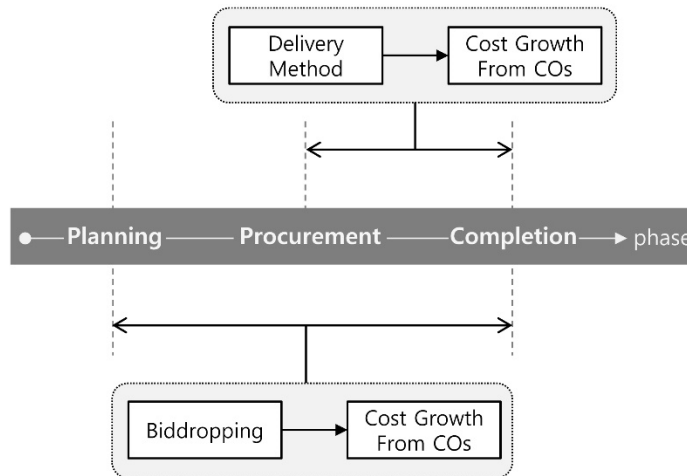 Delivery
Method
Cost Growth
From COs
Planning
Procurement
Completion
phase
Biddropping
Cost Growth
From COs